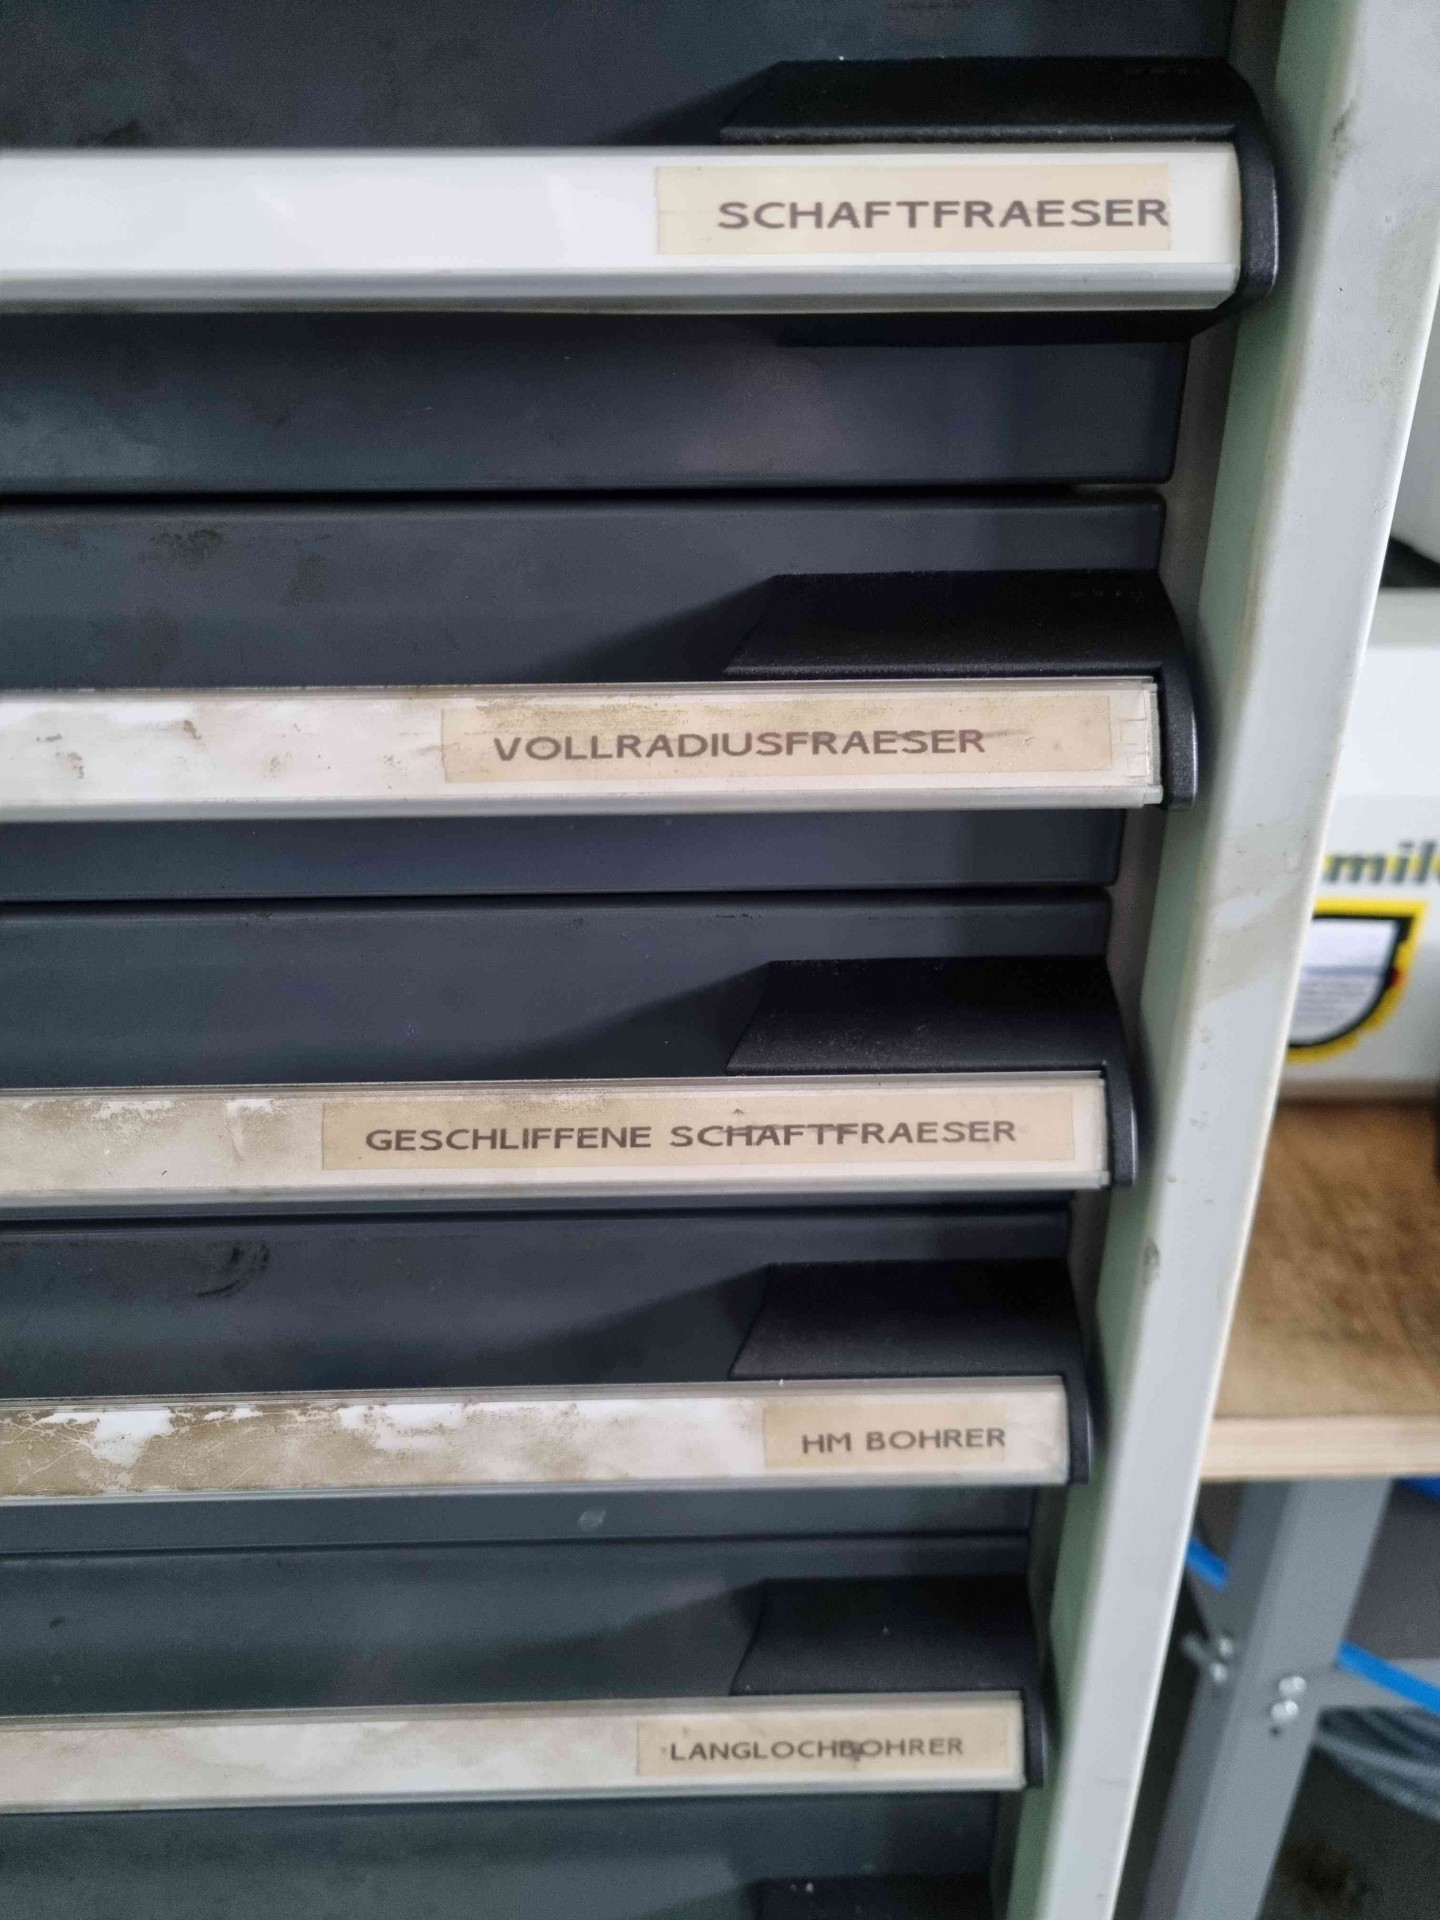 SCHAFTFRAESER
VOLLRADIUSFRAESER
GESCHLIFFENE SCHAFTFRAESER
HM BOHRER
LANGLOCHBOHRER